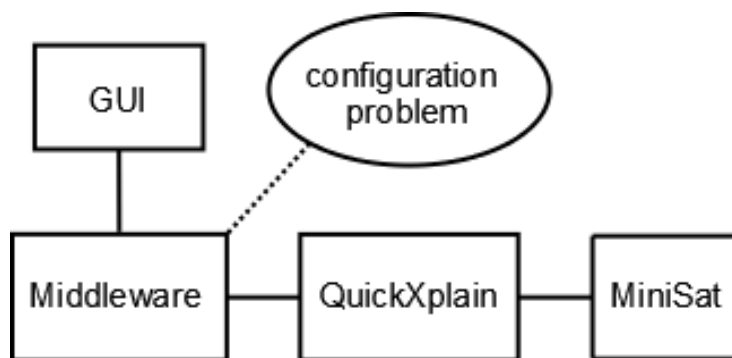 GUI
configuration
problem
Middleware
QuickXplain
MiniSat